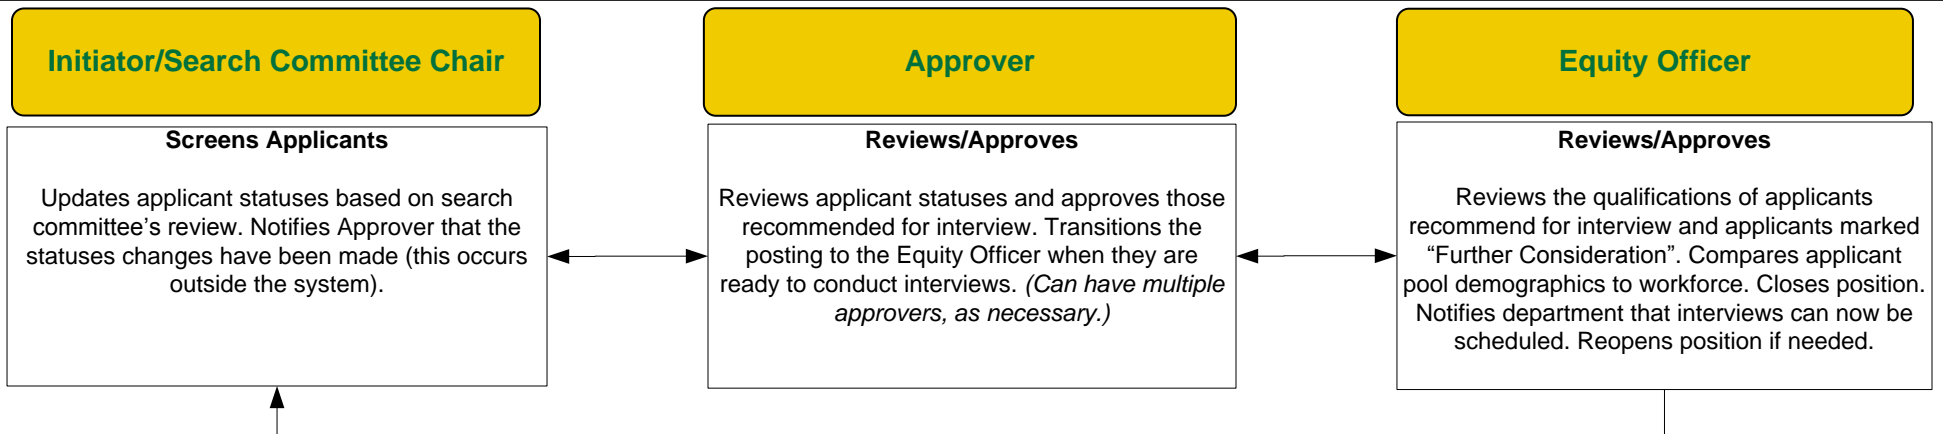 Initiator/Search Committee Chair
Screens Applicants
Updates applicant statuses based on search
committee’s review. Notifies Approver that the
statuses changes have been made (this occurs
outside the system).
Approver
Reviews/Approves
Reviews applicant statuses and approves those
recommended for interview. Transitions the
posting to the Equity Officer when they are
ready to conduct interviews. (Can have multiple
approvers, as necessary.)
Equity Officer
Reviews/Approves
Reviews the qualifications of applicants
recommend for interview and applicants marked
“Further Consideration”. Compares applicant
pool demographics to workforce. Closes position.
Notifies department that interviews can now be
scheduled. Reopens position if needed.